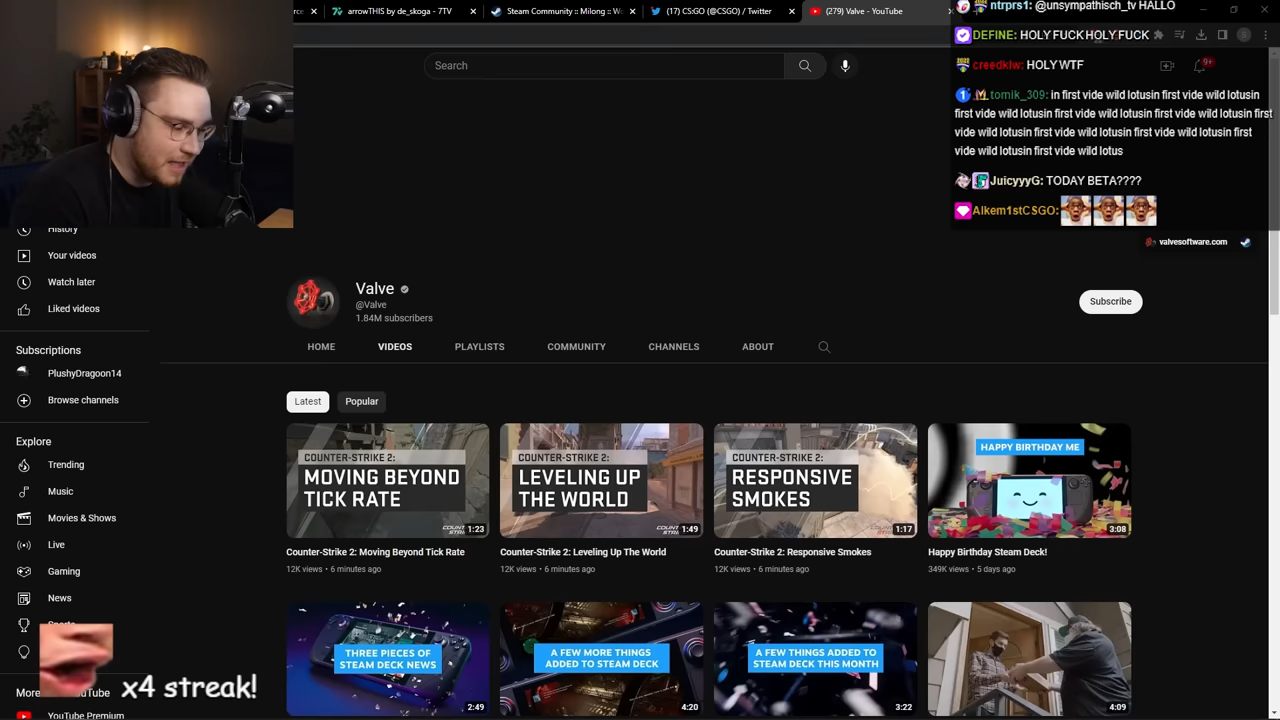 arrowTHIS by de_skoga - 7TV
Steam Community :: Milong :: W
(17) CS:GO (@CSGO) / Twitter
(279) Valve - YouTube
ntrprs1: @unsympathisch_tv HALLO
DEFINE: HOLY FUCK HOLY FUCK
Search
creedklw: HOLY WTF
9+
tomik_309: in first vide wild lotusin
first vide wild lotusin first vide wild lotusin
first vide wild lotusin first vide wild lotusin first
vide wild lotusin first vide wild lotus
JuicyyyG: TODAY BETA????
Alkem1stCSGO:
valvesoftware.com
History
Your videos
Watch later
Liked videos
Subscriptions
PlushyDragoon14
Browse channels
Explore
Trending
Music
Movies & Shows
Live
Gaming
News
YouTube Premium
x4 streak!
Valve
@Valve
1.84M subscribers
Subscribe
HOME
VIDEOS
PLAYLISTS
COMMUNITY
CHANNELS
ABOUT
Latest
Popular
COUNTER-STRIKE 2:
MOVING BEYOND
TICK RATE
1:23
Counter-Strike 2: Moving Beyond Tick Rate
12K views • 6 minutes ago
COUNTER-STRIKE 2:
LEVELING UP
THE WORLD
1:49
Counter-Strike 2: Leveling Up The World
12K views • 6 minutes ago
COUNTER-STRIKE 2:
RESPONSIVE
SMOKES
1:17
Counter-Strike 2: Responsive Smokes
12K views • 6 minutes ago
HAPPY BIRTHDAY ME
3:08
Happy Birthday Steam Deck!
349K views • 5 days ago
THREE PIECES OF
STEAM DECK NEWS
2:49
A FEW MORE THINGS
ADDED TO STEAM DECK
4:20
A FEW THINGS ADDED TO
STEAM DECK THIS MONTH
3:22
4:09